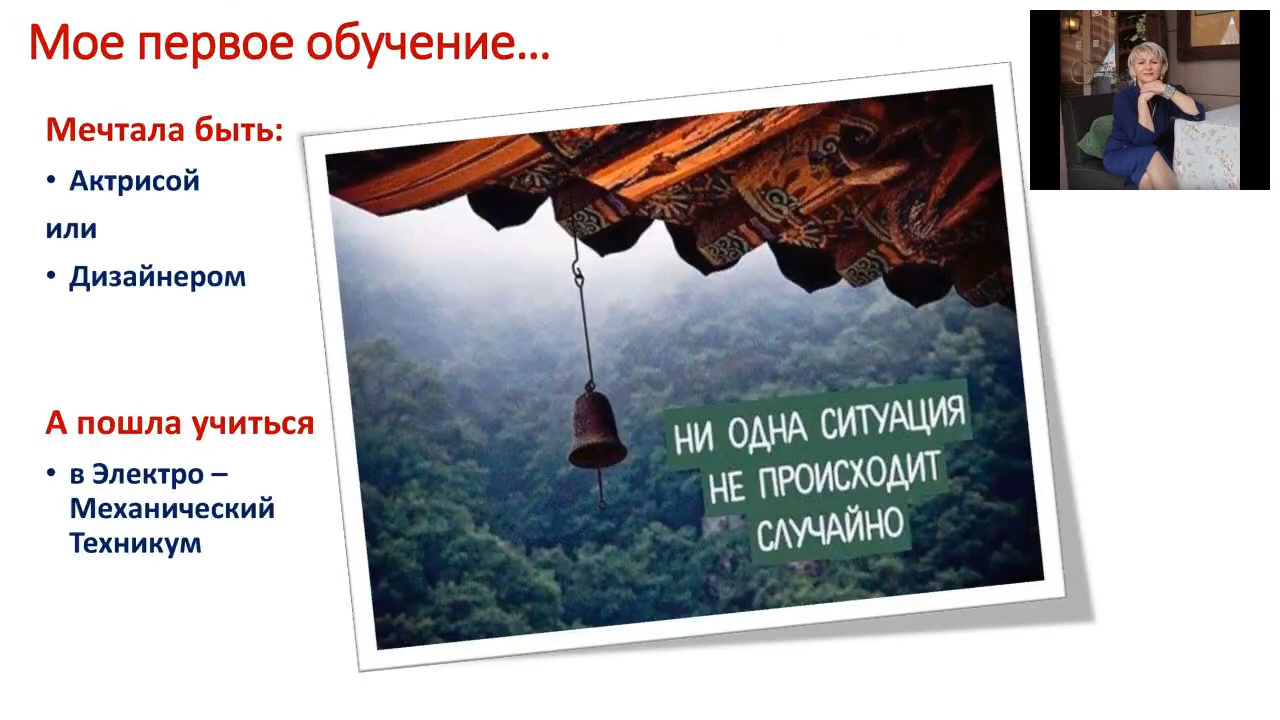 Мое первое обучение...
Мечтала быть:
• Актрисой
или
• Дизайнером
А пошла учиться
• в Электро –
Механический
Техникум
НИ ОДНА СИТУАЦИЯ
НЕ ПРОИСХОДИТ
СЛУЧАЙНО